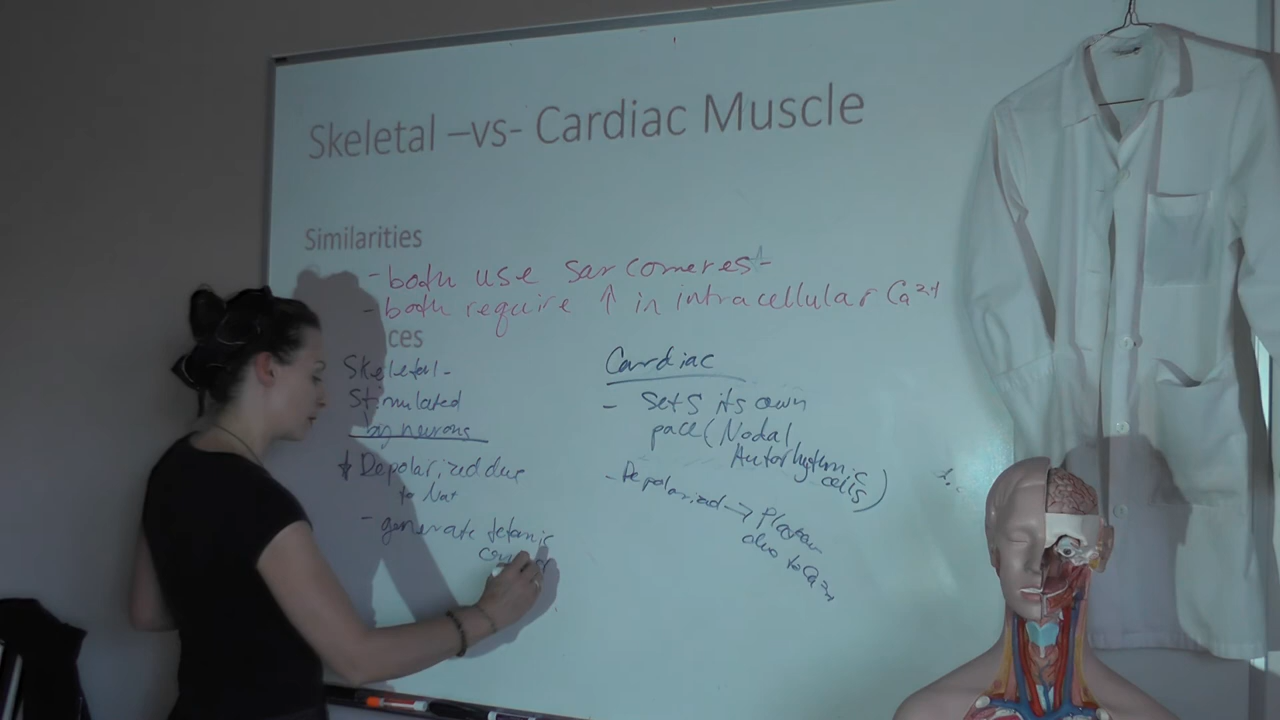 Skeletal –vs- Cardiac Muscle
Similarities
- both use sarcomeres-
- both require ↑ in intracellular Ca2+
ces
Skeletal-
Stimulated
by neurons
Depolarized due
to Na+
- generate tetanic
Cardiac
- sets its own
pace (Nodal
Autorhythmic
cells)
- Depolarized →
due to Ca2+